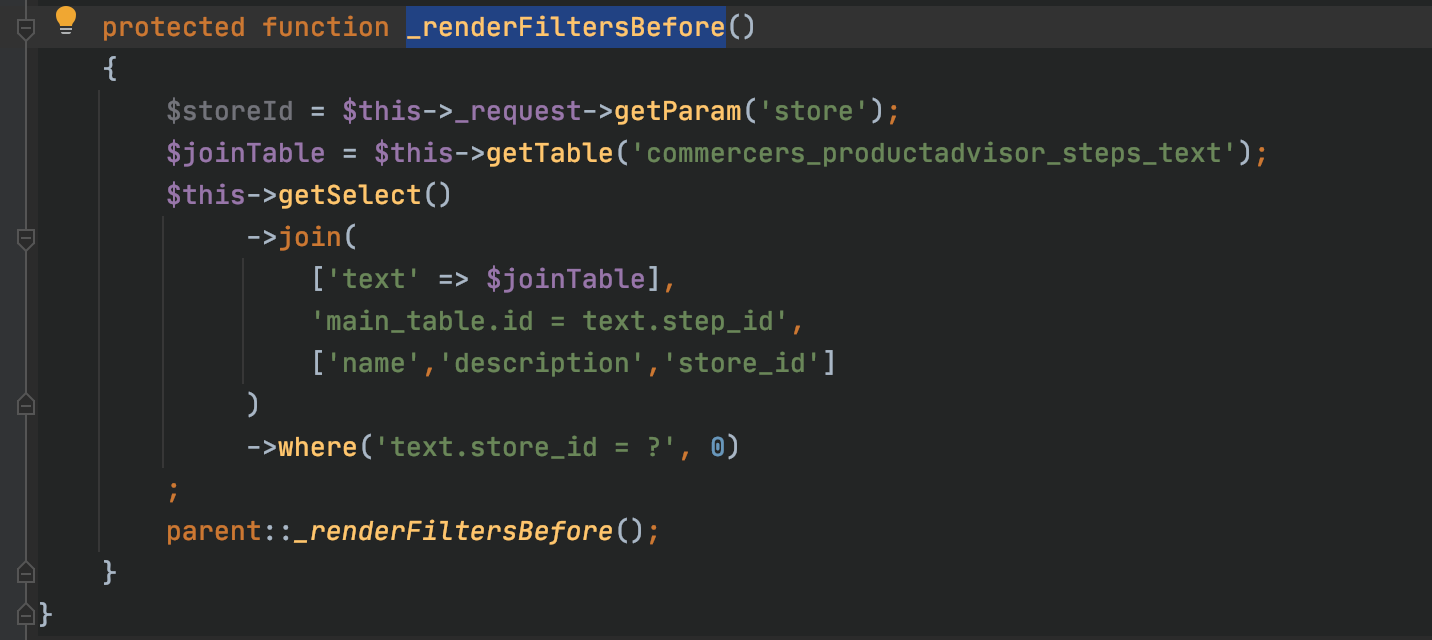 protected function _renderFiltersBefore()
{
$storeId = $this->_request->getParam('store');
$joinTable = $this->getTable('commercers_productadvisor_steps_text');
$this->getSelect()
->join(
['text' => $joinTable],
'main_table.id = text.step_id',
['name','description','store_id']
)
->where('text.store_id = ?', 0)
;
parent::_renderFiltersBefore();
}
}